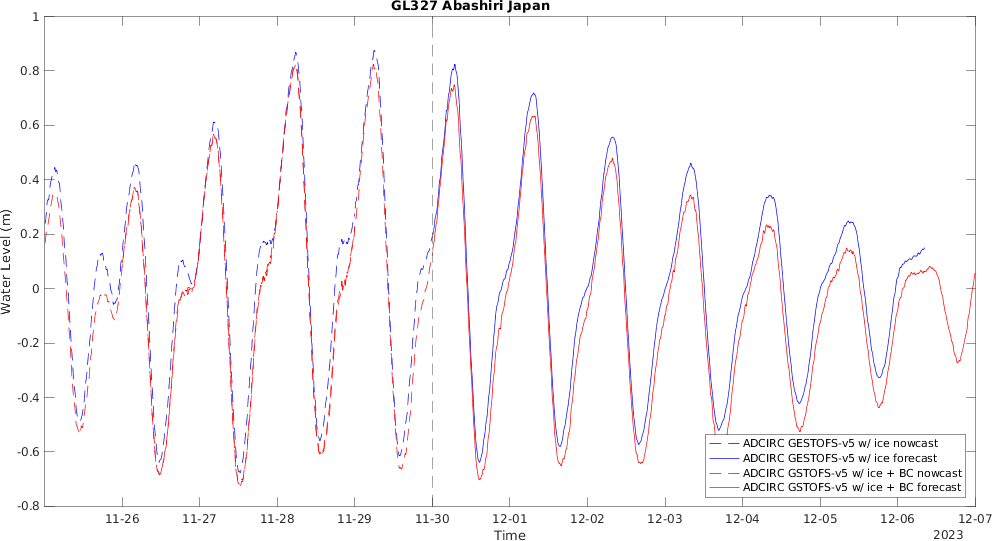 GL327 Abashiri Japan
1
0.8
0.6
0.4
0.2
0
-0.2
-0.4
-0.6
-0.8
Water Level (m)
ADCIRC GESTOFS-v5 w/ ice nowcast
ADCIRC GESTOFS-v5 w/ ice forecast
ADCIRC GSTOFS-v5 w/ ice + BC nowcast
ADCIRC GSTOFS-v5 w/ ice + BC forecast
11-26 11-27 11-28 11-29 11-30 12-01 12-02 12-03 12-04 12-05 12-06 12-07
Time
2023